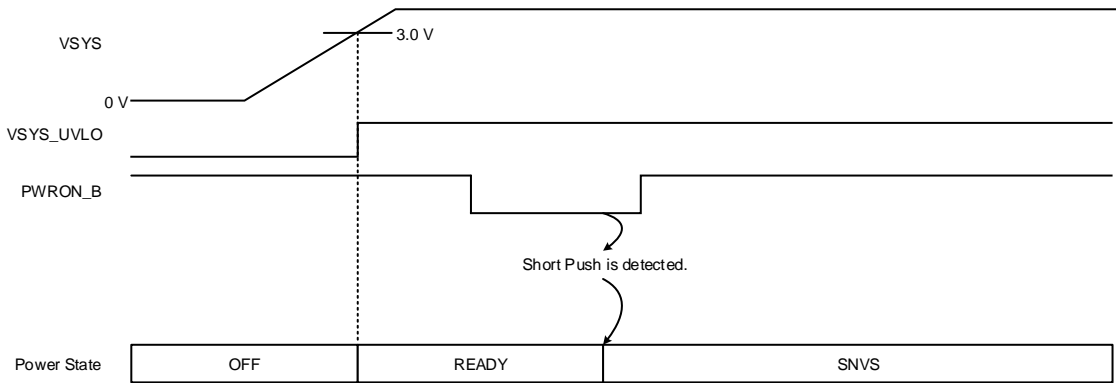 VSYS
3.0 V
0 V
VSYS_UVLO
PWRON_B
Short Push is detected.
Power State
OFF
READY
SNVS